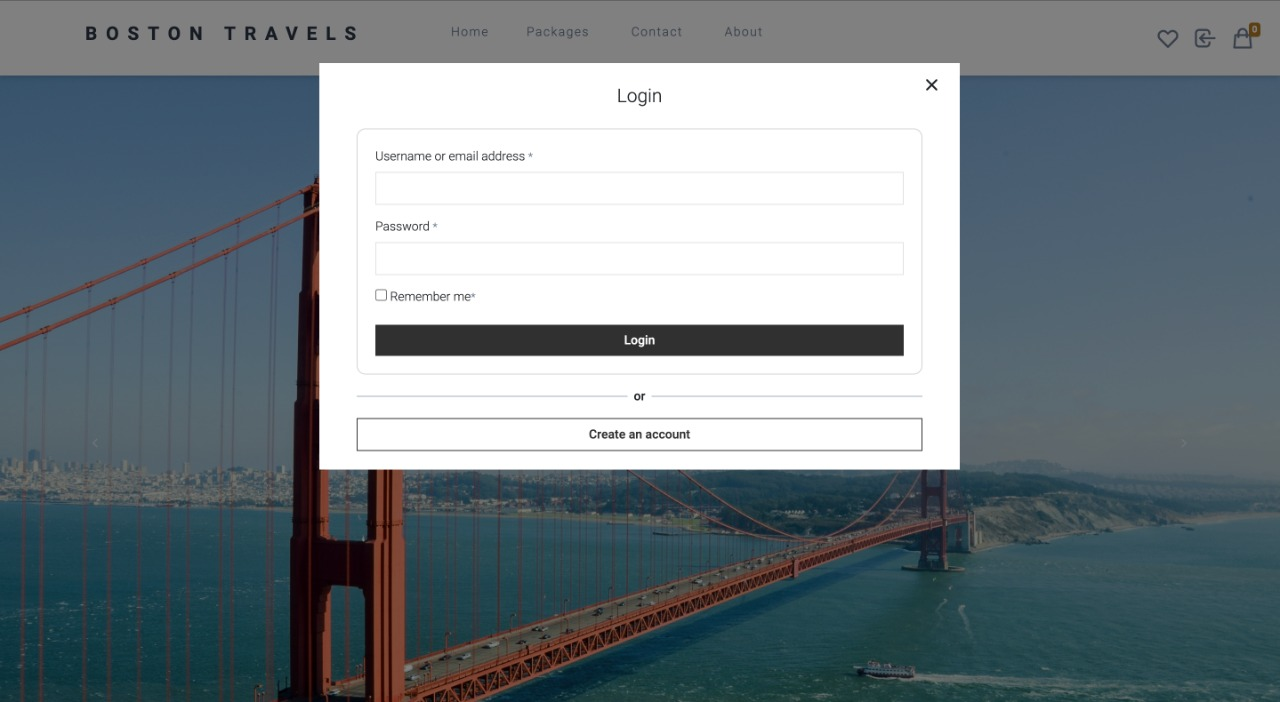 BOSTON TRAVELS
Home Packages Contact About
0
Login
Username or email address *
Password *
Remember me*
Login
or
Create an account